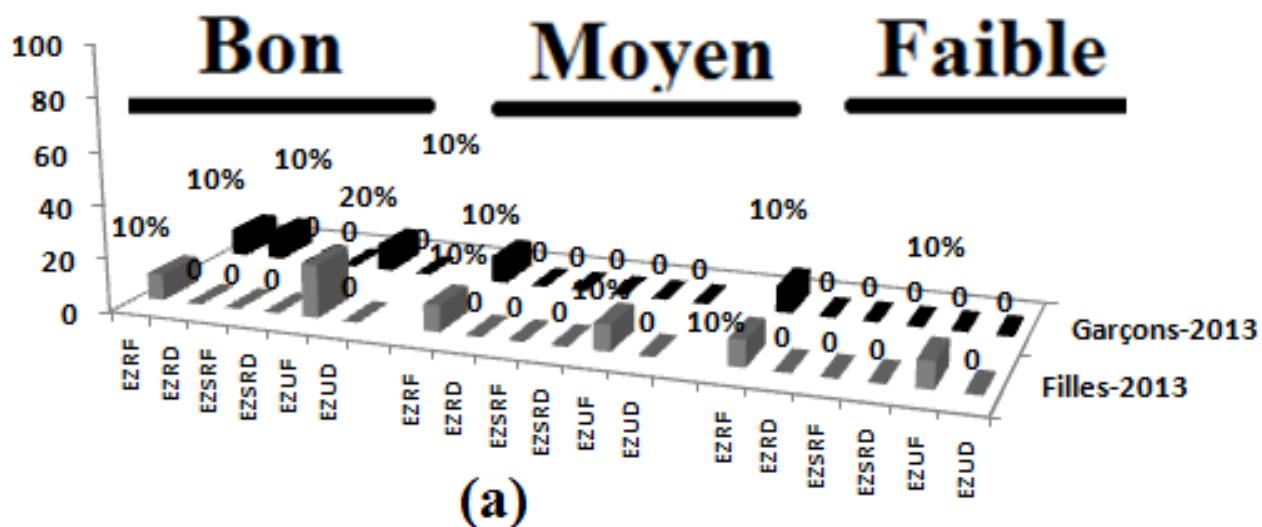 Bon Moyen Faible
100
80
60
40
20
0
10% 10% 10% 0 0 20% 0 10%
10% 0 0 0 0 0
10% 0 0 0 0 0
10%
10% 0 0 0 0
10% 0 0 0 10% 0
10% 0 0 0 0
Garçons-2013
Filles-2013
EZRF EZRD EZSRF EZSRD EZUF EZUD
EZRF EZRD EZSRF EZSRD EZUF EZUD
EZRF EZRD EZSRF EZSRD EZUF EZUD
(a)